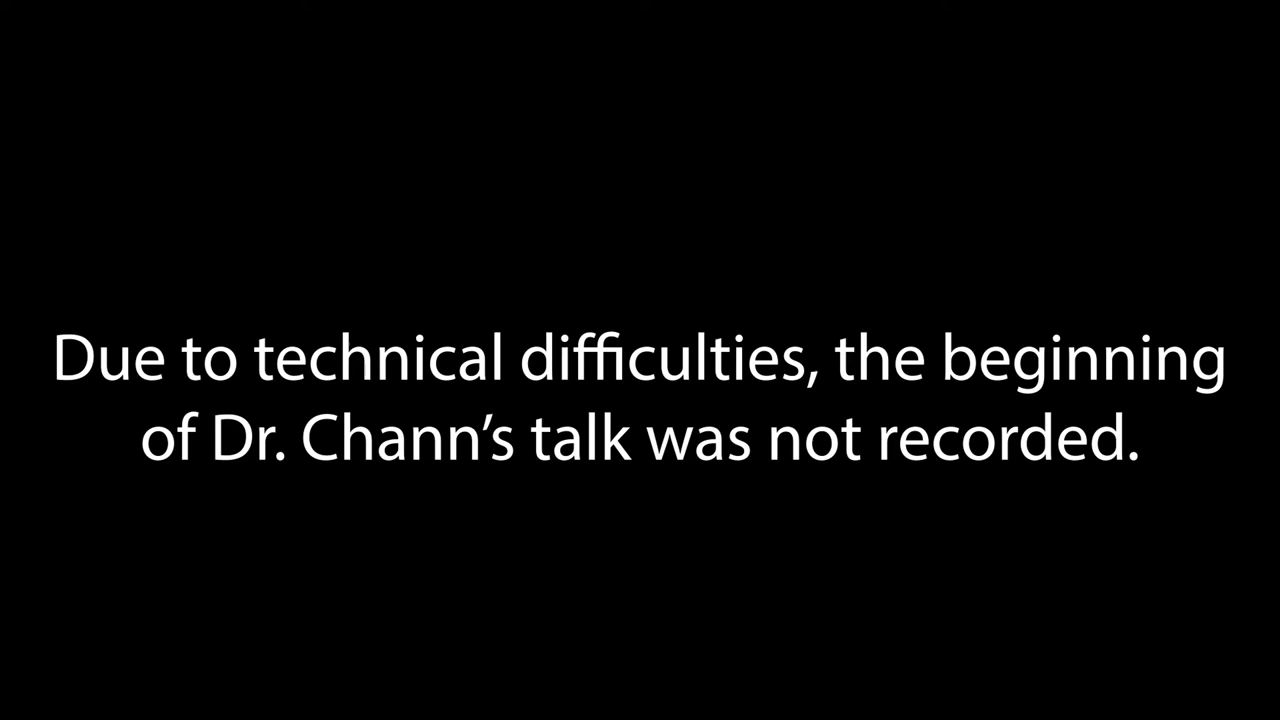 Due to technical difficulties, the beginning
of Dr. Chann’s talk was not recorded.